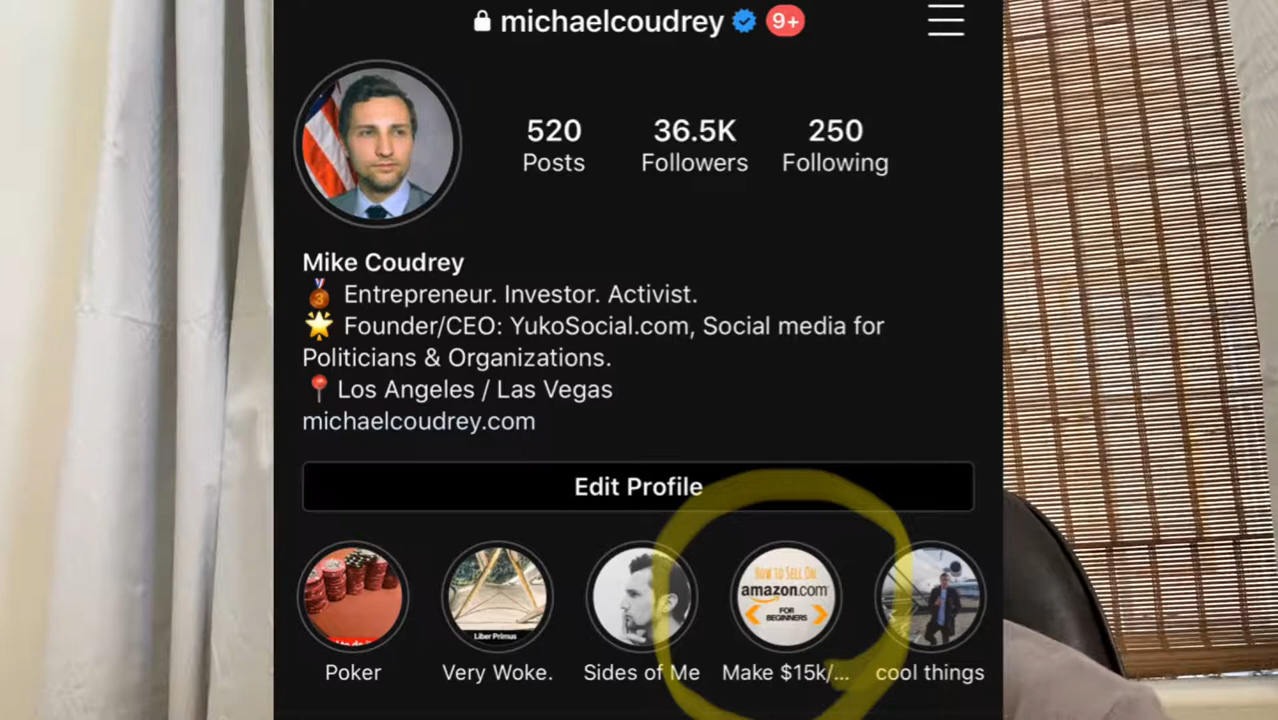 michaelcoudrey 9+
520 36.5K 250
Posts Followers Following
Mike Coudrey
Entrepreneur. Investor. Activist.
Founder/CEO: YukoSocial.com, Social media for
Politicians & Organizations.
Los Angeles / Las Vegas
michaelcoudrey.com
Edit Profile
HOW TO SELL ON
amazon.com
FOR
BEGINNERS
Liber Primus
Poker Very Woke. Sides of Me Make $15k/... cool things